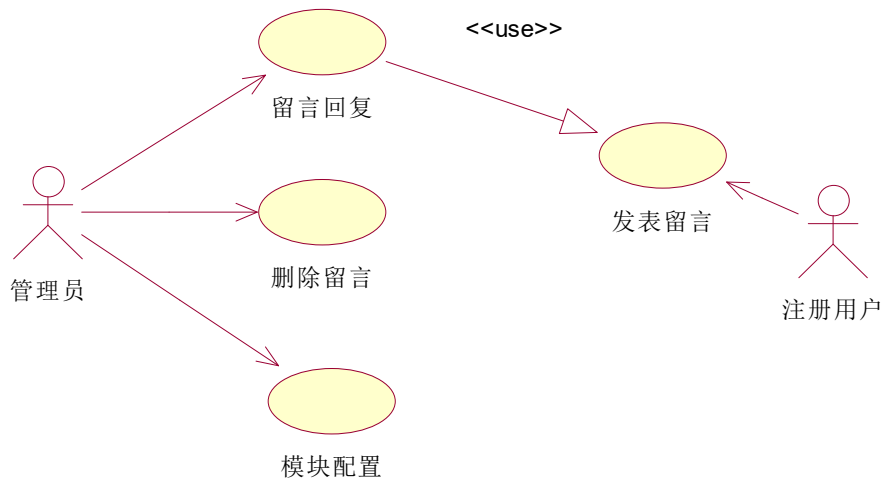 <<use>>
留言回复
发表留言
删除留言
管理员
注册用户
模块配置